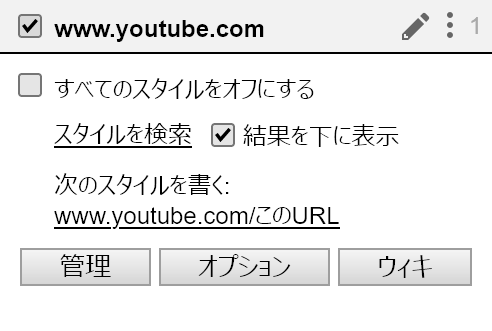 www.youtube.com 1
すべてのスタイルをオフにする
スタイルを検索 結果を下に表示
次のスタイルを書く:
www.youtube.com/このURL
管理 オプション ウィキ